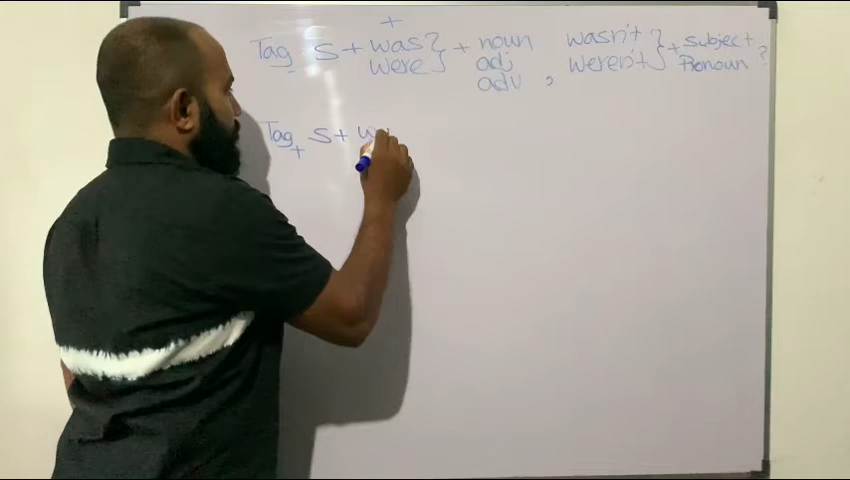 +
Tag - S + was } + noun wasn't } + subject
were } adj weren't } Pronoun ?
adv ,
Tag + S + w